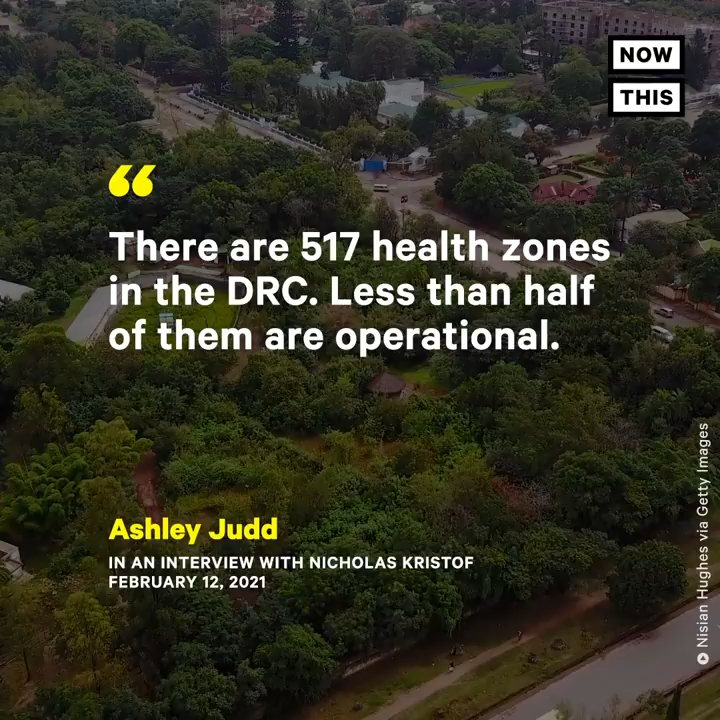 NOW
THIS
“
There are 517 health zones
in the DRC. Less than half
of them are operational.
Ashley Judd
IN AN INTERVIEW WITH NICHOLAS KRISTOF
FEBRUARY 12, 2021
Nisian Hughes via Getty Images